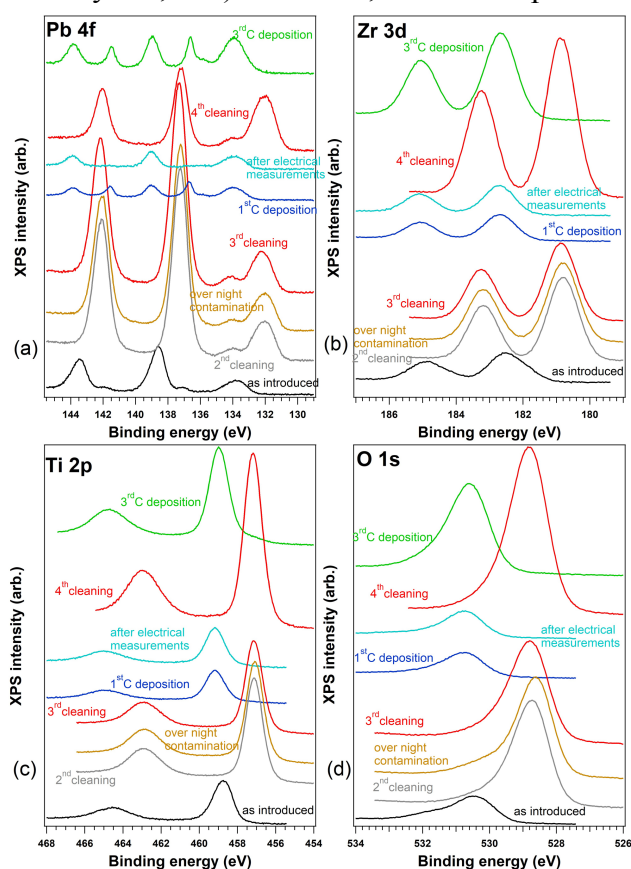 Pb 4f
3rd C deposition
4th cleaning
after electrical
measurements
1st C deposition
3rd cleaning
over night
contamination
2nd cleaning
as introduced
(a)
XPS intensity (arb.)
144 142 140 138 136 134 132 130
Binding energy (eV)
Zr 3d
3rd C deposition
4th cleaning
after electrical
measurements
1st C deposition
3rd cleaning
over night
contamination
2nd cleaning
as introduced
(b)
XPS intensity (arb.)
186 184 182 180
Binding energy (eV)
Ti 2p
3rd C deposition
4th cleaning
after electrical
measurements
1st C deposition
3rd cleaning
over night
contamination
2nd cleaning
as introduced
(c)
XPS intensity (arb.)
468 466 464 462 460 458 456 454
Binding energy (eV)
O 1s
3rd C deposition
4th cleaning
after electrical
measurements
1st C deposition
3rd cleaning
over night
contamination
2nd cleaning
as introduced
(d)
XPS intensity (arb.)
534 532 530 528 526
Binding energy (eV)